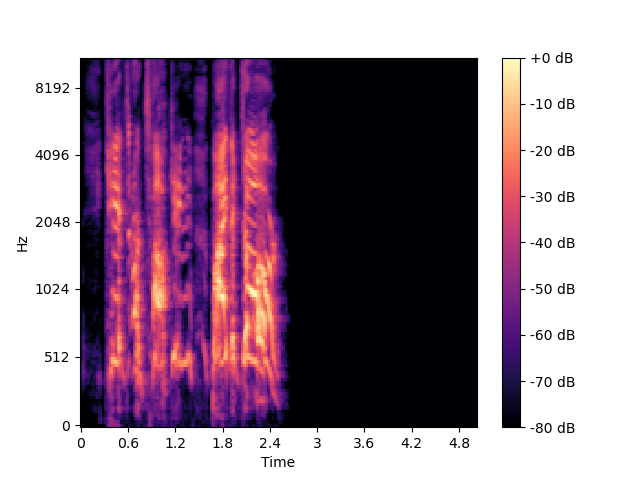 8192
4096
2048
1024
512
0
Hz
0 0.6 1.2 1.8 2.4 3 3.6 4.2 4.8
Time
+0 dB
-10 dB
-20 dB
-30 dB
-40 dB
-50 dB
-60 dB
-70 dB
-80 dB